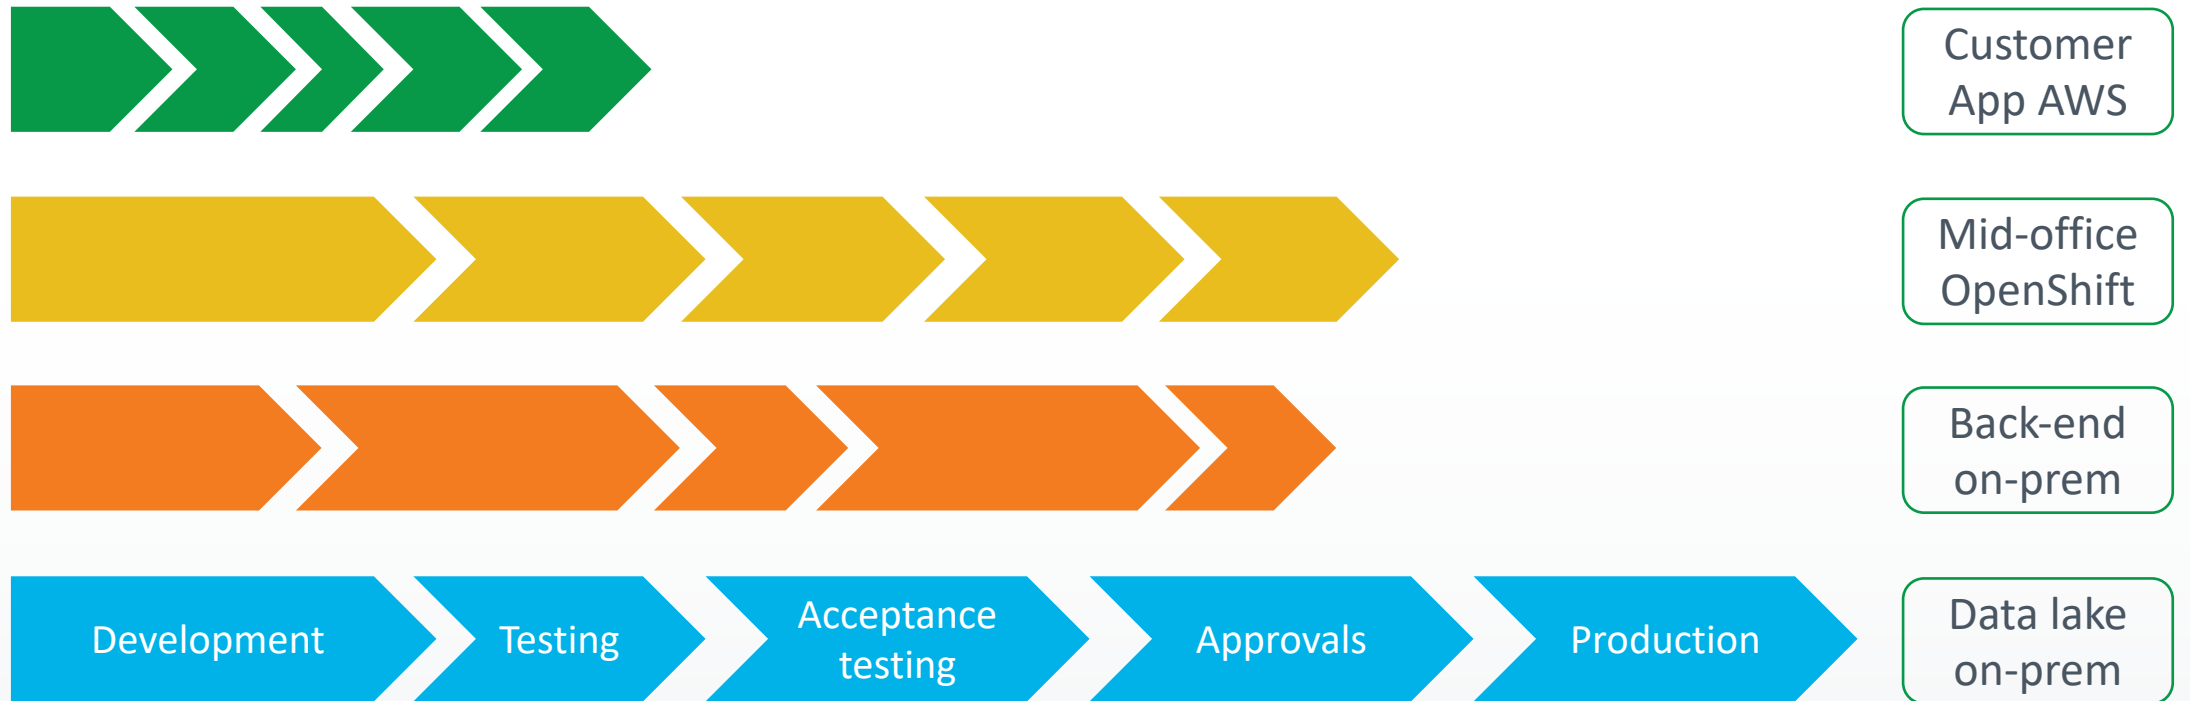 Customer
App AWS
Mid-office
OpenShift
Back-end
on-prem
Development
Testing
Acceptance
testing
Approvals
Production
Data lake
on-prem